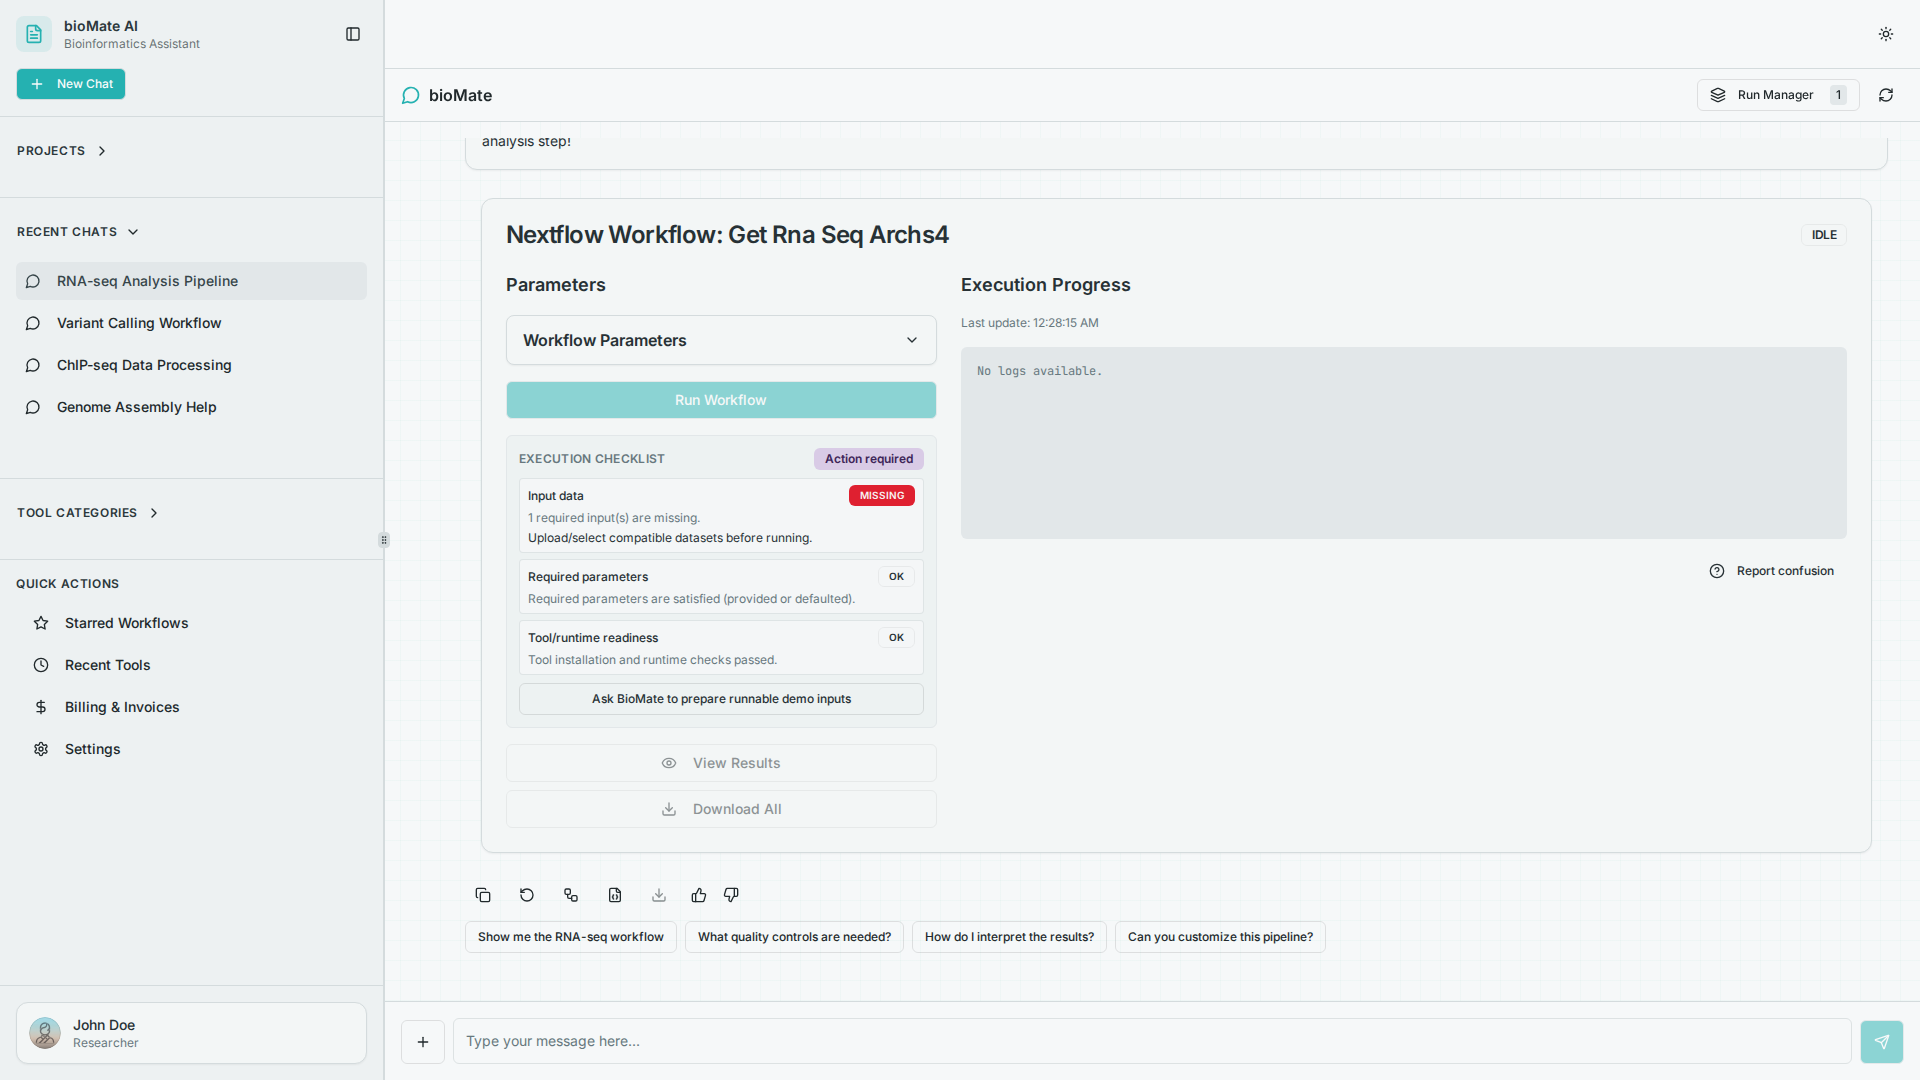 bioMate AI
Bioinformatics Assistant
New Chat
PROJECTS
RECENT CHATS
RNA-seq Analysis Pipeline
Variant Calling Workflow
ChIP-seq Data Processing
Genome Assembly Help
TOOL CATEGORIES
QUICK ACTIONS
Starred Workflows
Recent Tools
Billing & Invoices
Settings
John Doe
Researcher
bioMate
Run Manager 1
analysis step!
Nextflow Workflow: Get Rna Seq Archs4
IDLE
Parameters
Workflow Parameters
Run Workflow
EXECUTION CHECKLIST
Action required
Input data
MISSING
1 required input(s) are missing.
Upload/select compatible datasets before running.
Required parameters
OK
Required parameters are satisfied (provided or defaulted).
Tool/runtime readiness
OK
Tool installation and runtime checks passed.
Ask BioMate to prepare runnable demo inputs
View Results
Download All
Execution Progress
Last update: 12:28:15 AM
No logs available.
Report confusion
Show me the RNA-seq workflow
What quality controls are needed?
How do I interpret the results?
Can you customize this pipeline?
Type your message here...